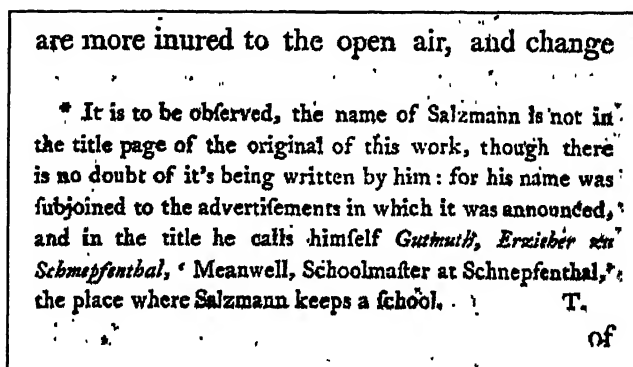 are more inured to the open air, and change
* It is to be obſerved, the name of Salzmann is not in
the title page of the original of this work, though there
is no doubt of it's being written by him: for his name was
ſubjoined to the advertiſements in which it was announced,
and in the title he calls himſelf Gutmuth, Erzieher zu
Schnepfenthal, ‘ Meanwell, Schoolmaſter at Schnepfenthal,’
the place where Salzmann keeps a ſchool. T.
of